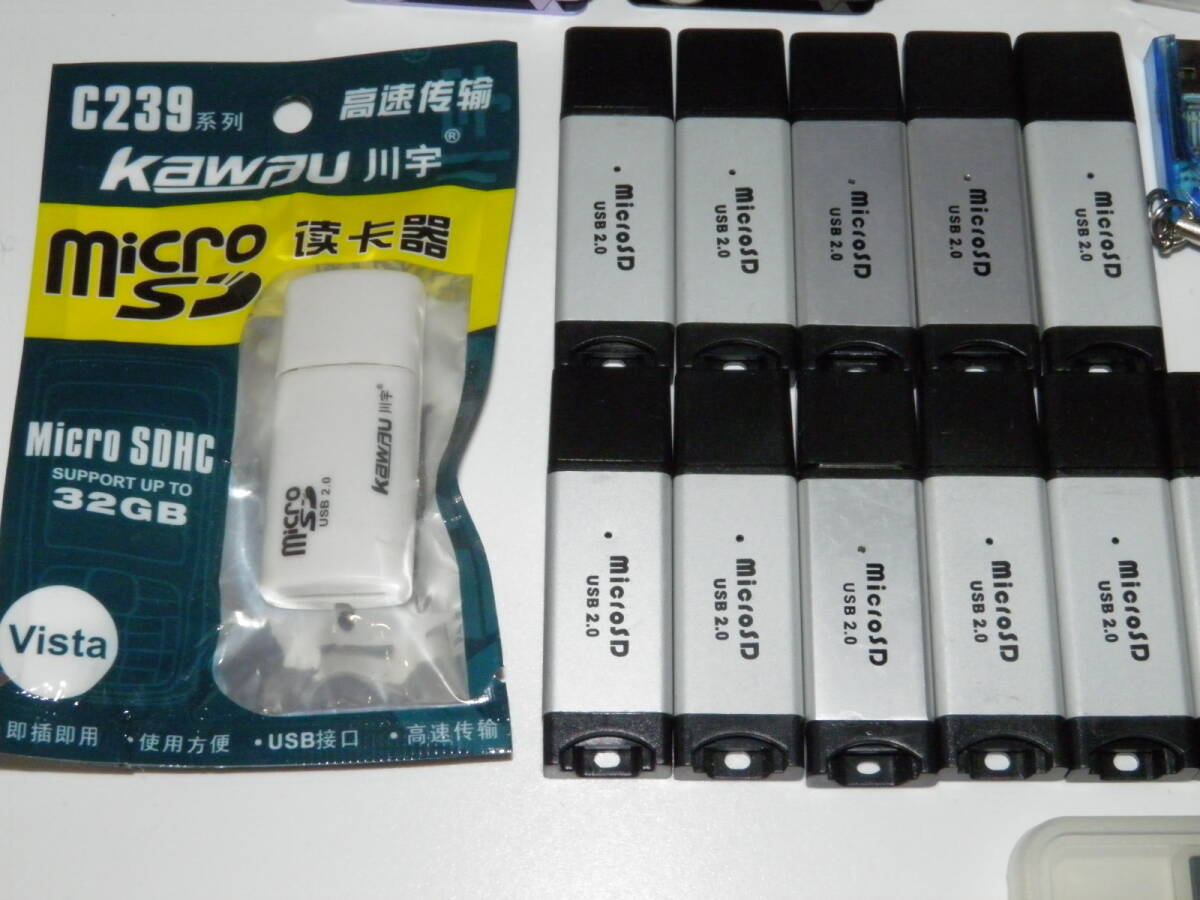 C239系列
高速传输
Kawau 川宇®
micro SD
读卡器
Micro SDHC
SUPPORT UP TO
32GB
Vista
即插即用 ·使用方便 ·USB接口 ·高速传输
micro SD
USB 2.0
Kawau 川宇®
MicroSD
USB 2.0
MicroSD
USB 2.0
MicroSD
USB 2.0
MicroSD
USB 2.0
MicroSD
USB 2.0
MicroSD
USB 2.0
MicroSD
USB 2.0
MicroSD
USB 2.0
MicroSD
USB 2.0
MicroSD
USB 2.0